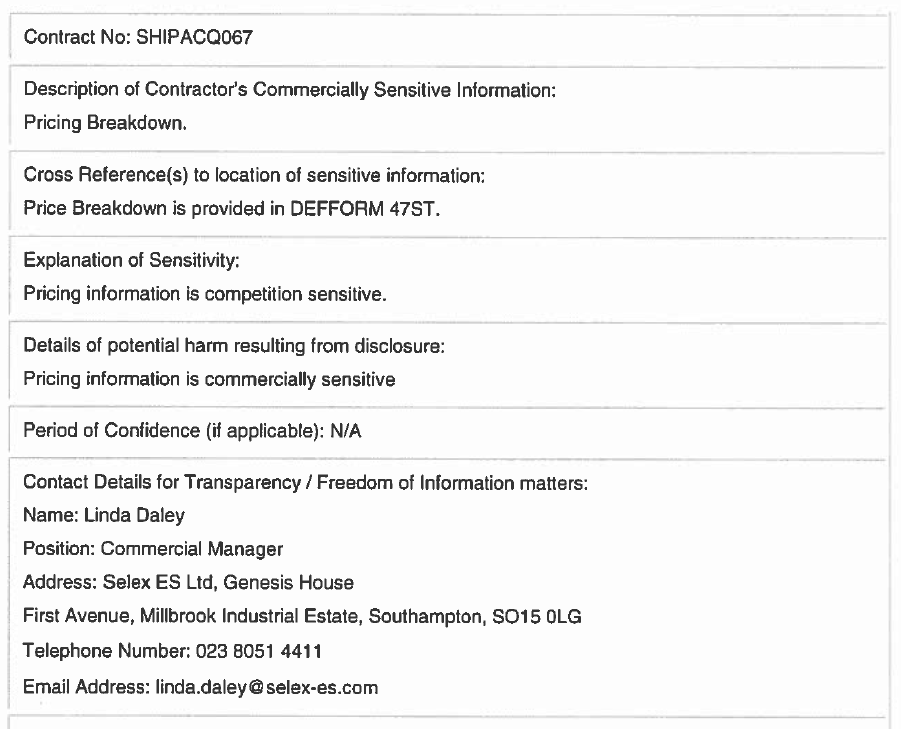 Contract No: SHIPACQ067
Description of Contractor's Commercially Sensitive Information:
Pricing Breakdown.
Cross Reference(s) to location of sensitive information:
Price Breakdown is provided in DEFFORM 47ST.
Explanation of Sensitivity:
Pricing information is competition sensitive.
Details of potential harm resulting from disclosure:
Pricing information is commercially sensitive
Period of Confidence (if applicable): N/A
Contact Details for Transparency / Freedom of Information matters:
Name: Linda Daley
Position: Commercial Manager
Address: Selex ES Ltd, Genesis House
First Avenue, Millbrook Industrial Estate, Southampton, SO15 0LG
Telephone Number: 023 8051 4411
Email Address: linda.daley@selex-es.com